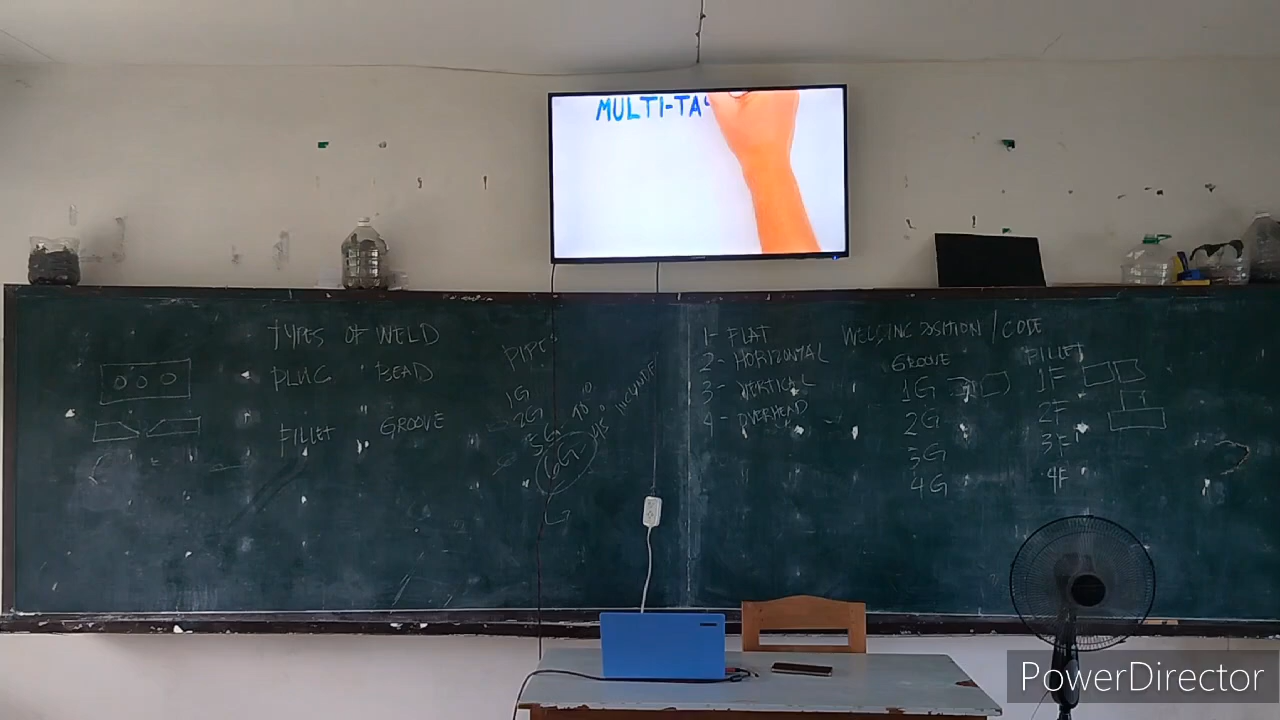 MULTI-TA
TYPES OF WELD
PLUG BEAD
FILLET GROOVE
PIPE
1G
2G
5G
6G
45°
1- FLAT
2- HORIZONTAL
3- VERTICAL
4- OVERHEAD
WELDING POSITION / CODE
GROOVE
1G
2G
3G
4G
FILLET
1F
2F
3F
4F
PowerDirector